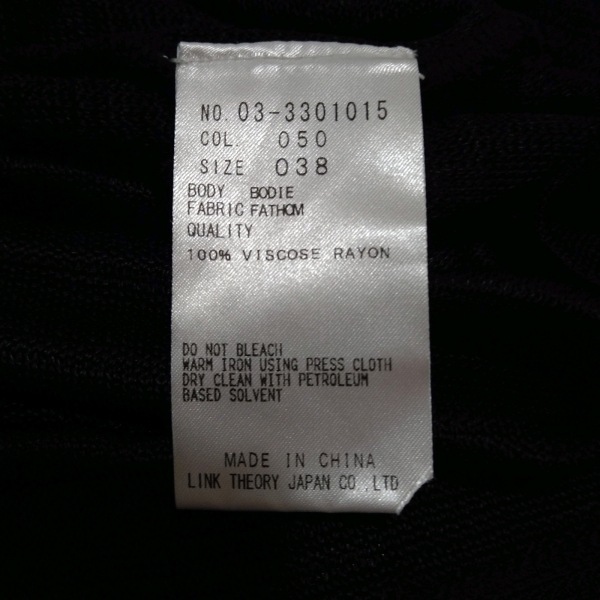 NO. 03-3301015
COL. 050
SIZE 038
BODY BODIE
FABRIC FATHOM
QUALITY
100% VISCOSE RAYON
DO NOT BLEACH
WARM IRON USING PRESS CLOTH
DRY CLEAN WITH PETROLEUM
BASED SOLVENT
MADE IN CHINA
LINK THEORY JAPAN CO.,LTD